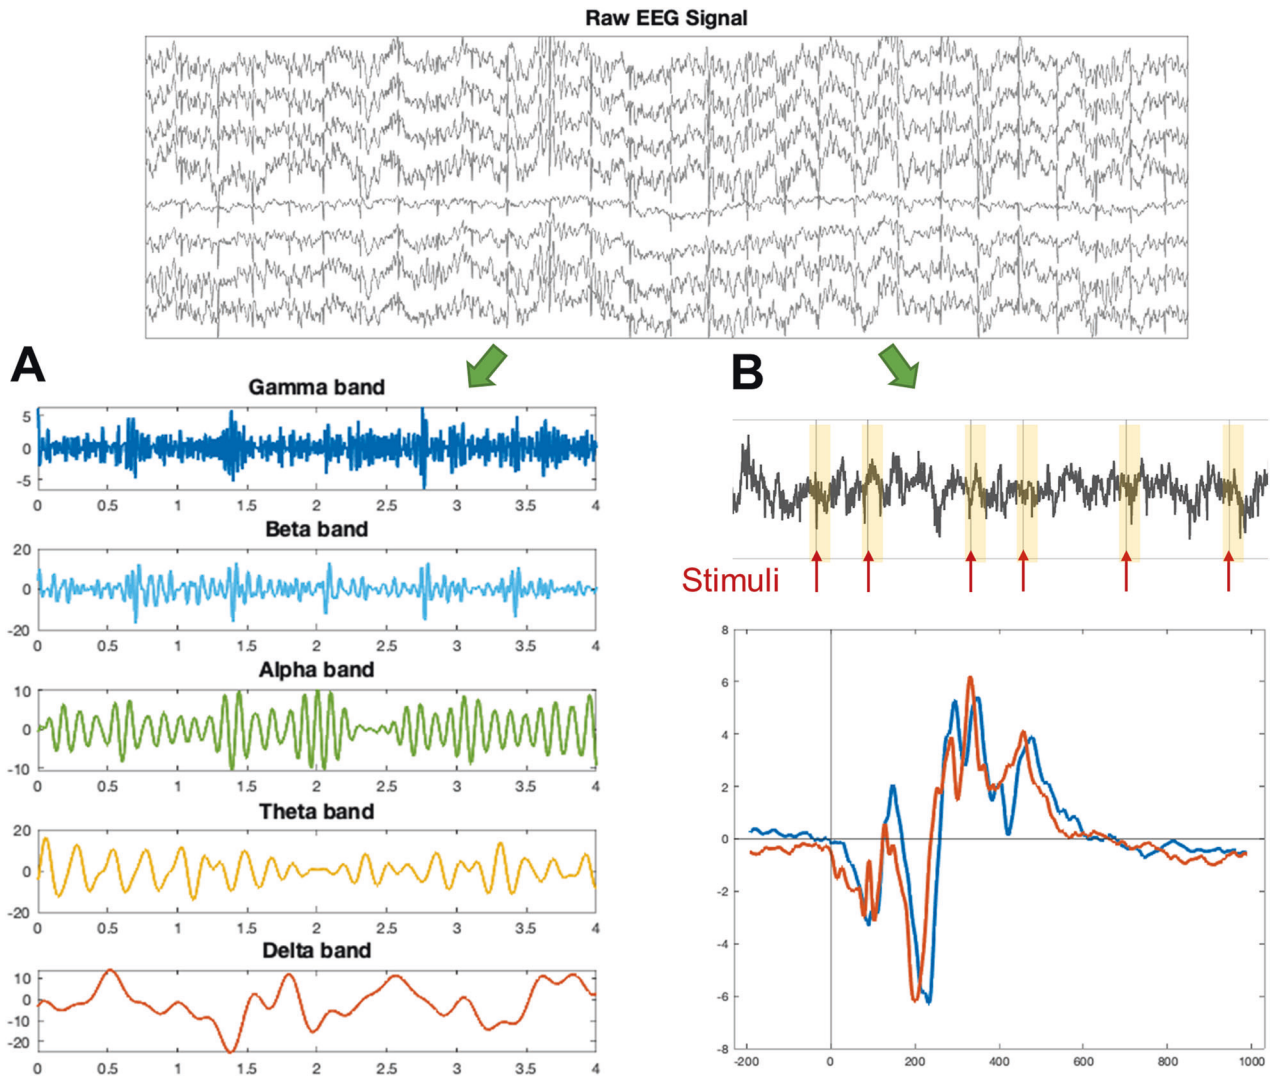 Raw EEG Signal
A
Gamma band
5
0
-5
0 0.5 1 1.5 2 2.5 3 3.5 4
Beta band
20
0
-20
0 0.5 1 1.5 2 2.5 3 3.5 4
Alpha band
10
0
-10
0 0.5 1 1.5 2 2.5 3 3.5 4
Theta band
20
0
-20
0 0.5 1 1.5 2 2.5 3 3.5 4
Delta band
10
0
-10
-20
0 0.5 1 1.5 2 2.5 3 3.5 4
B
Stimuli
8
6
4
2
0
-2
-4
-6
-8
-200 0 200 400 600 800 1000